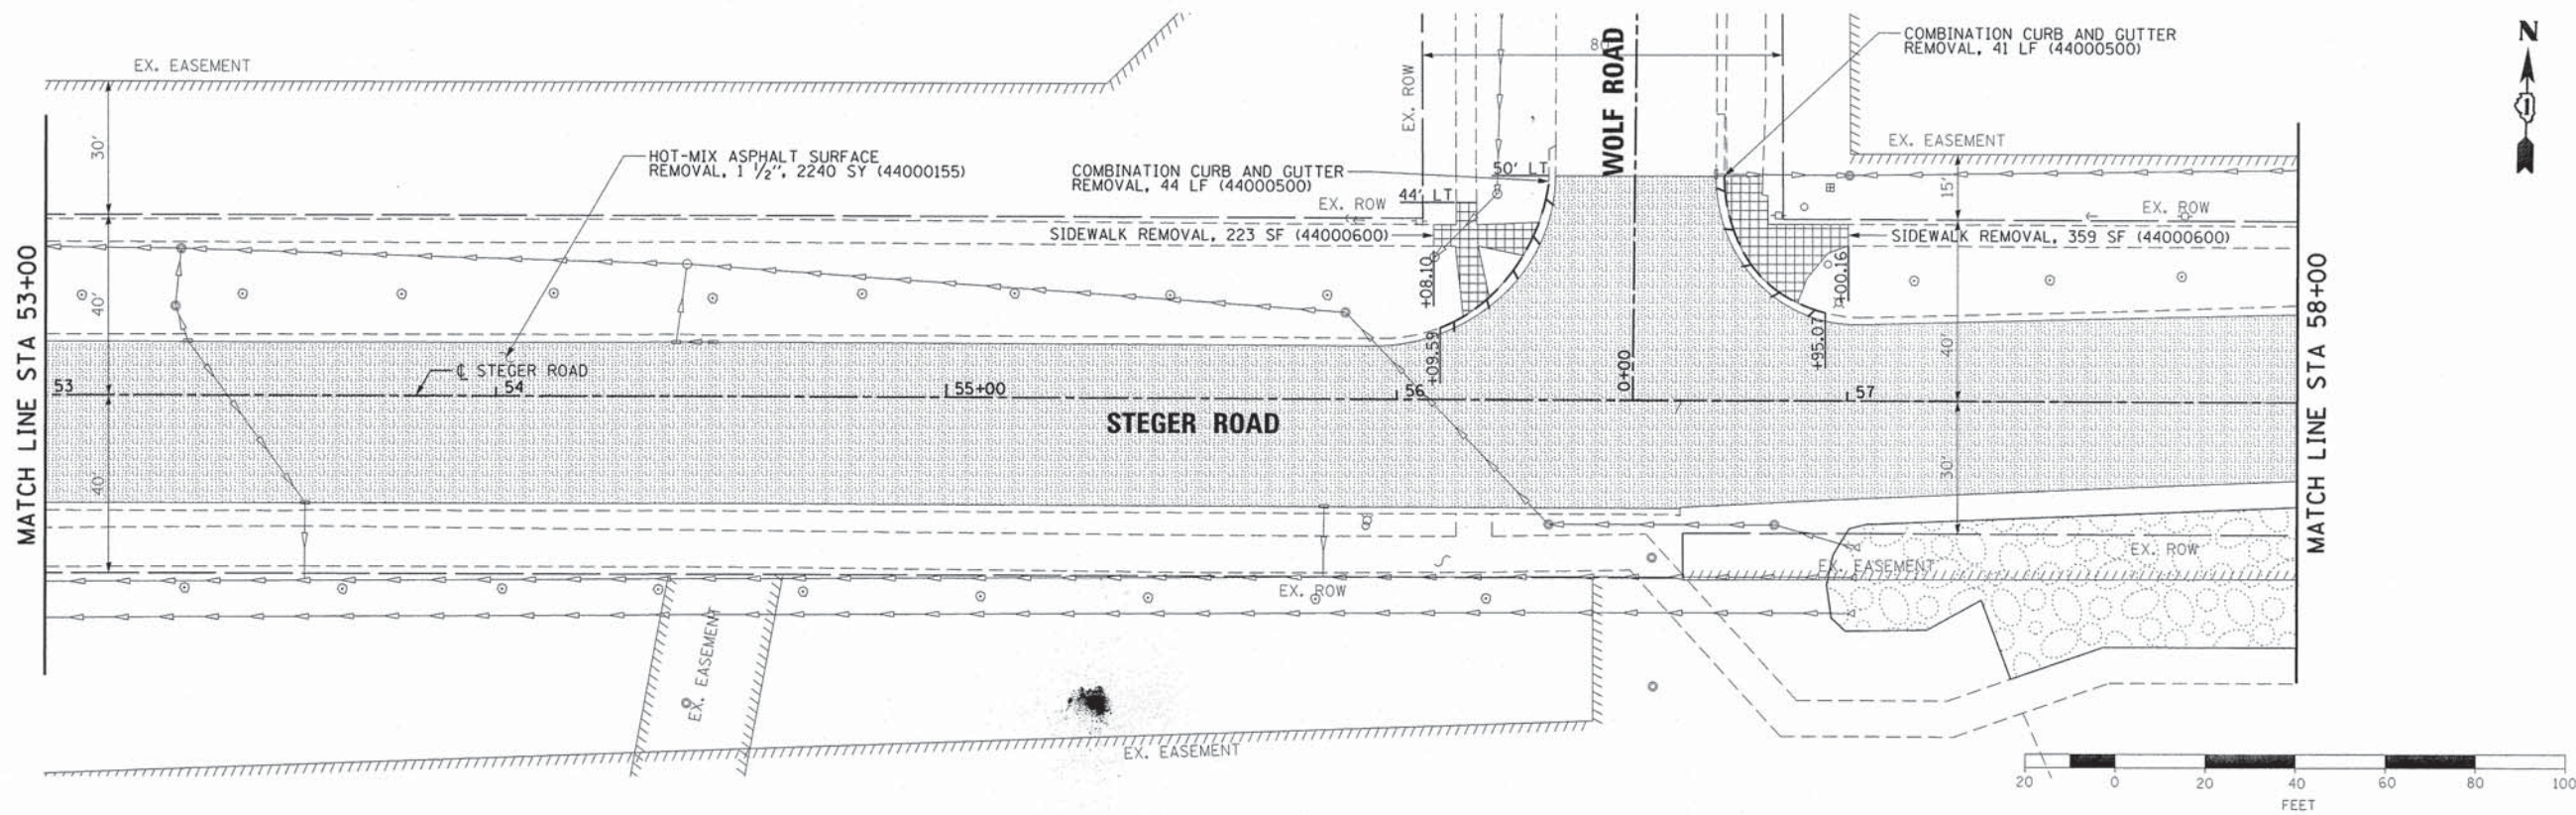 EX. EASEMENT
30'
HOT-MIX ASPHALT SURFACE
REMOVAL, 1 ½", 2240 SY (44000155)
COMBINATION CURB AND GUTTER
REMOVAL, 44 LF (44000500)
EX. ROW
80'
WOLF ROAD
COMBINATION CURB AND GUTTER
REMOVAL, 41 LF (44000500)
N
EX. EASEMENT
50' LT
44' LT
EX. ROW
15'
EX. ROW
SIDEWALK REMOVAL, 223 SF (44000600)
SIDEWALK REMOVAL, 359 SF (44000600)
MATCH LINE STA 53+00
40'
+08.10
+00.16
+09.59
+95.07
40'
MATCH LINE STA 58+00
℄ STEGER ROAD
53
54
55+00
56
0+00
57
STEGER ROAD
40'
30'
EX. ROW
EX. EASEMENT
EX. ROW
EX. EASEMENT
EX. EASEMENT
20 0 20 40 60 80 100
FEET